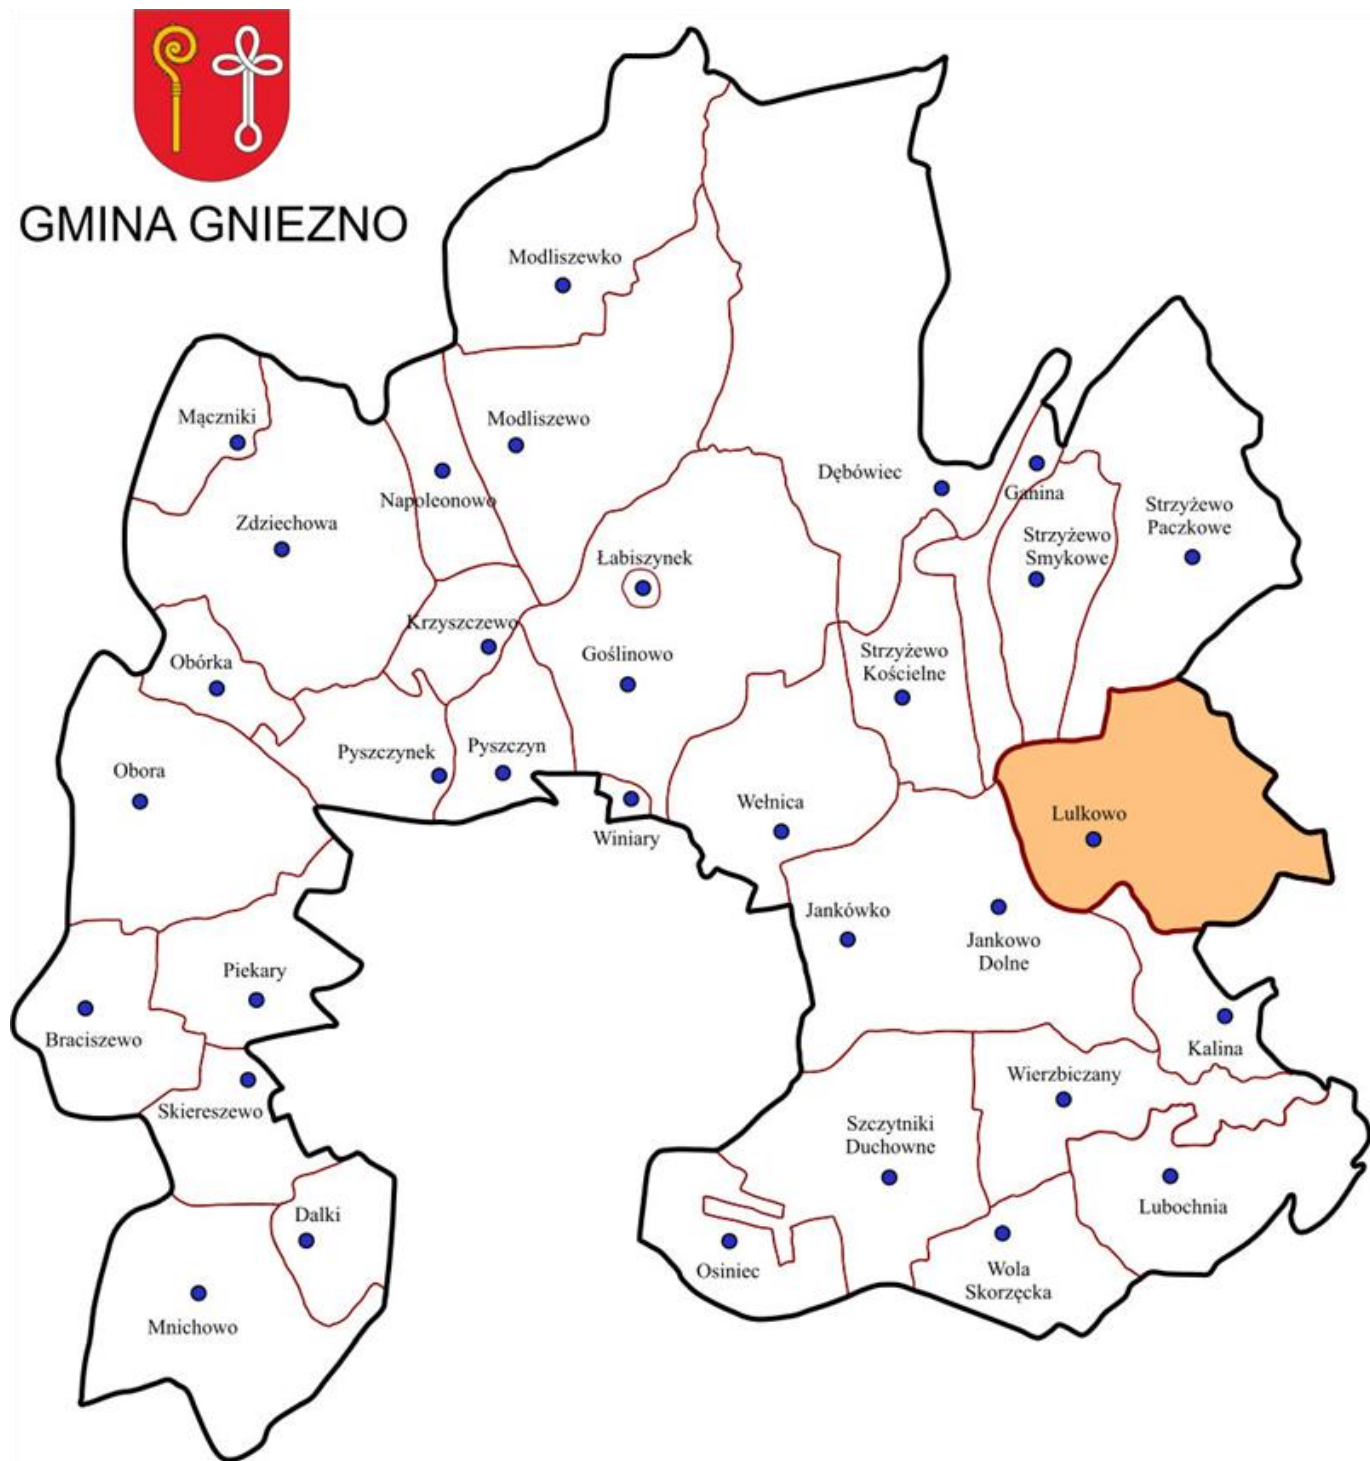 GMINA GNIEZNO
Modliszewko
Mączniki
Modliszewo
Napoleonowo
Dębówiec
Ganina
Zdziechowa
Strzyżewo
Paczkowe
Strzyżewo
Smykowe
Łabiszynek
Krzyszczewo
Goślinowo
Obórka
Strzyżewo
Kościelne
Pyszczynek
Pyszczyn
Obora
Wełnica
Winiary
Lulkowo
Jankówko
Jankowo
Dolne
Piekary
Braciszewo
Kalina
Skiereszewo
Wierzbiczany
Szczytniki
Duchowne
Lubochnia
Dalki
Osiniec
Wola
Skorzęcka
Mnichowo